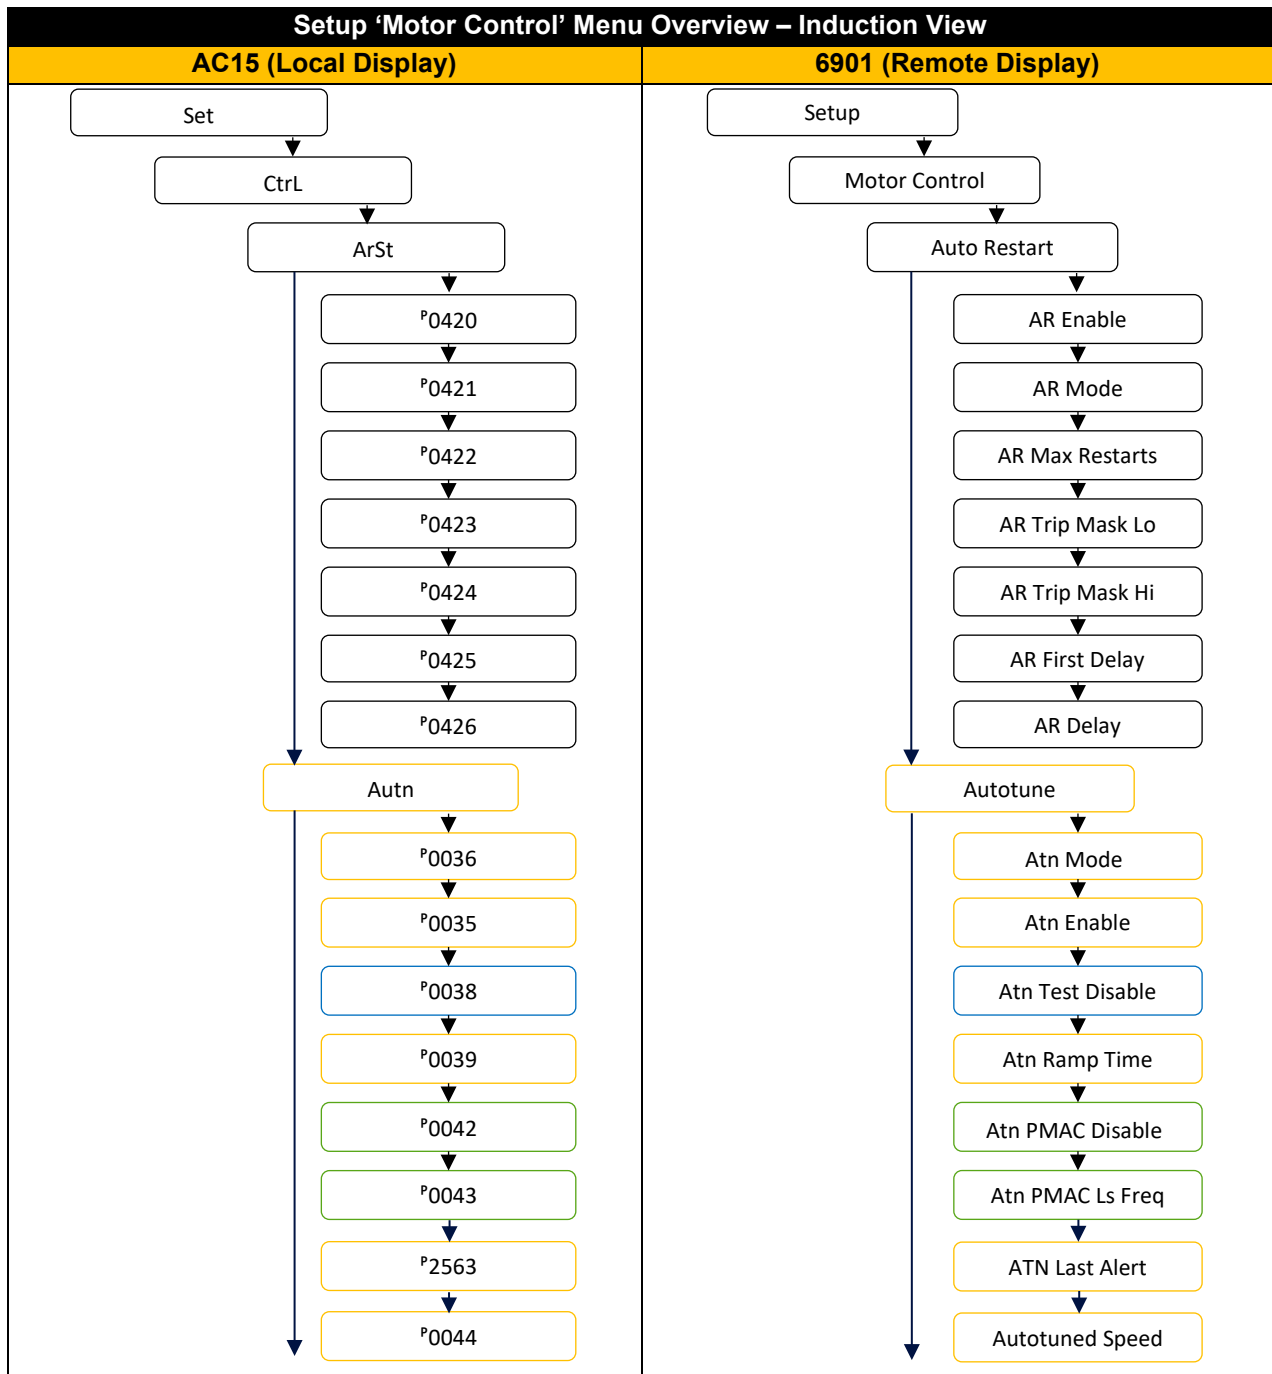 Setup ‘Motor Control’ Menu Overview – Induction View
AC15 (Local Display)
6901 (Remote Display)
Set
CtrL
ArSt
P0420
P0421
P0422
P0423
P0424
P0425
P0426
Autn
P0036
P0035
P0038
P0039
P0042
P0043
P2563
P0044
Setup
Motor Control
Auto Restart
AR Enable
AR Mode
AR Max Restarts
AR Trip Mask Lo
AR Trip Mask Hi
AR First Delay
AR Delay
Autotune
Atn Mode
Atn Enable
Atn Test Disable
Atn Ramp Time
Atn PMAC Disable
Atn PMAC Ls Freq
ATN Last Alert
Autotuned Speed